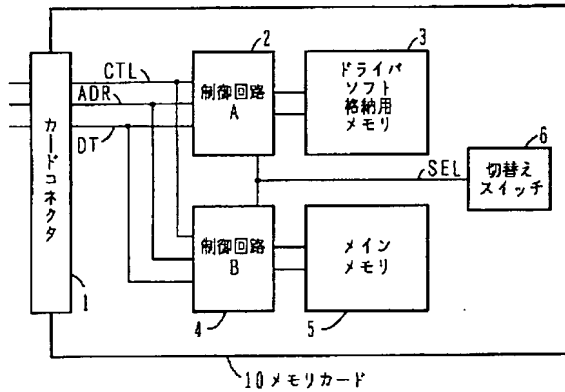 CTL
ADR
DT
カードコネクタ
1
2
制御回路
A
3
ドライバ
ソフト
格納用
メモリ
SEL
6
切替え
スイッチ
制御回路
B
4
メイン
メモリ
5
10メモリカード